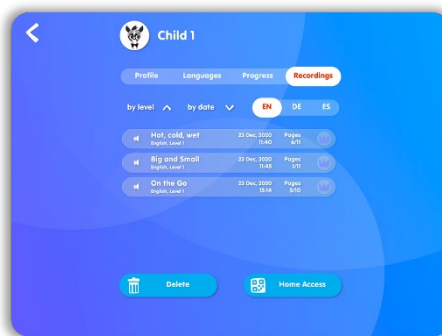 Child 1
Profile Languages Progress Recordings
by level by date EN DE ES
Hot, cold, wet 23 Dec, 2020 Pages
English, Level 1 11:40 6/11
Big and Small 23 Dec, 2020 Pages
English, Level 1 11:45 1/11
On the Go 23 Dec, 2020 Pages
English, Level 1 15:14 5/10
Delete Home Access